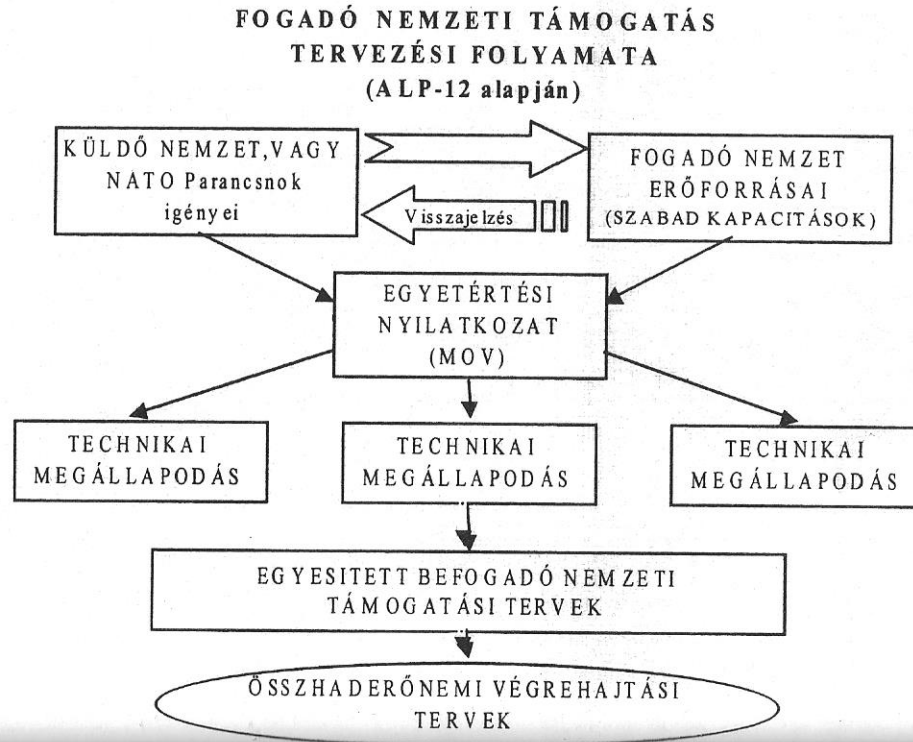 FOGADÓ NEMZETI TÁMOGATÁS
TERVEZÉSI FOLYAMATA
(ALP-12 alapján)
KÜLDŐ NEMZET, VAGY
NATO Parancsnok
igényei
Visszajelzés
FOGADÓ NEMZET
ERŐFORRÁSAI
(SZABAD KAPACITÁSOK)
EGYETÉRTÉSI
NYILATKOZAT
(MOV)
TECHNIKAI
MEGÁLLAPODÁS
TECHNIKAI
MEGÁLLAPODÁS
TECHNIKAI
MEGÁLLAPODÁS
EGYESITETT BEFOGADÓ NEMZETI
TÁMOGATÁSI TERVEK
ÖSSZHADERŐNEMI VÉGREHAJTÁSI
TERVEK